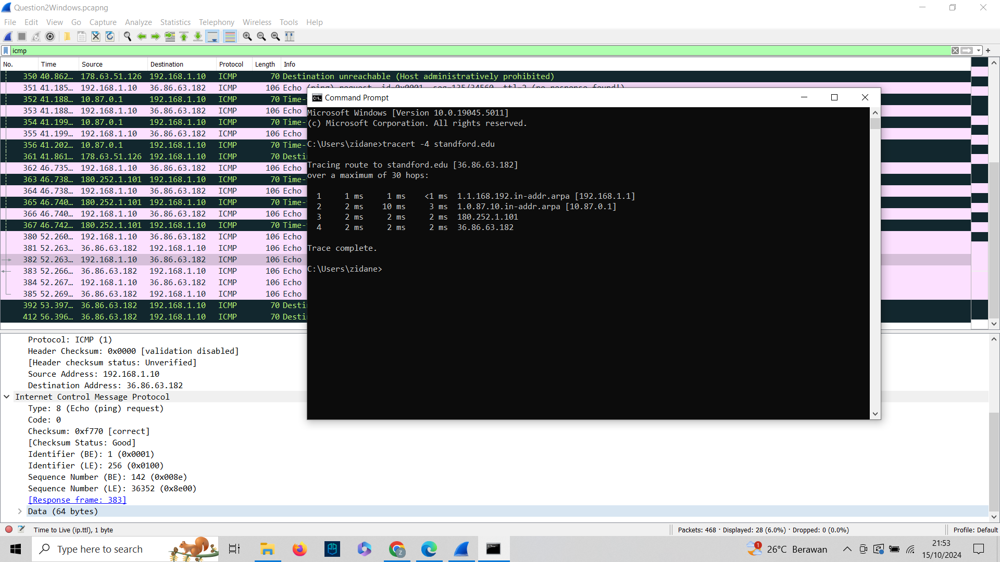 Question2Windows.pcapng
File Edit View Go Capture Analyze Statistics Telephony Wireless Tools Help
icmp
No. Time Source Destination Protocol Length Info
350 40.862… 178.63.51.126 192.168.1.10 ICMP 70 Destination unreachable (Host administratively prohibited)
351 41.185… 192.168.1.10 36.86.63.182 ICMP 106 Echo (ping) request id=0x0001, seq=135/34560, ttl=2 (no response found!)
352 41.188… 10.87.0.1 192.168.1.10 ICMP 70 Time-
353 41.188… 192.168.1.10 36.86.63.182 ICMP 106 Echo
354 41.199… 10.87.0.1 192.168.1.10 ICMP 70 Time-
355 41.199… 192.168.1.10 36.86.63.182 ICMP 106 Echo
356 41.202… 10.87.0.1 192.168.1.10 ICMP 70 Time-
361 41.861… 178.63.51.126 192.168.1.10 ICMP 70 Desti
362 46.735… 192.168.1.10 36.86.63.182 ICMP 106 Echo
363 46.738… 180.252.1.101 192.168.1.10 ICMP 70 Time-
364 46.738… 192.168.1.10 36.86.63.182 ICMP 106 Echo
365 46.740… 180.252.1.101 192.168.1.10 ICMP 70 Time-
366 46.740… 192.168.1.10 36.86.63.182 ICMP 106 Echo
367 46.742… 180.252.1.101 192.168.1.10 ICMP 70 Time-
380 52.260… 192.168.1.10 36.86.63.182 ICMP 106 Echo
381 52.263… 36.86.63.182 192.168.1.10 ICMP 106 Echo
382 52.263… 192.168.1.10 36.86.63.182 ICMP 106 Echo
383 52.266… 36.86.63.182 192.168.1.10 ICMP 106 Echo
384 52.267… 192.168.1.10 36.86.63.182 ICMP 106 Echo
385 52.269… 36.86.63.182 192.168.1.10 ICMP 106 Echo
392 53.397… 36.86.63.182 192.168.1.10 ICMP 70 Desti
412 56.396… 36.86.63.182 192.168.1.10 ICMP 70 Desti
Command Prompt
Microsoft Windows [Version 10.0.19045.5011]
(c) Microsoft Corporation. All rights reserved.
C:\Users\zidane>tracert -4 standford.edu
Tracing route to standford.edu [36.86.63.182]
over a maximum of 30 hops:
1 1 ms 1 ms <1 ms 1.1.168.192.in-addr.arpa [192.168.1.1]
2 2 ms 10 ms 3 ms 1.0.87.10.in-addr.arpa [10.87.0.1]
3 2 ms 2 ms 2 ms 180.252.1.101
4 2 ms 2 ms 2 ms 36.86.63.182
Trace complete.
C:\Users\zidane>
Protocol: ICMP (1)
Header Checksum: 0x0000 [validation disabled]
[Header checksum status: Unverified]
Source Address: 192.168.1.10
Destination Address: 36.86.63.182
Internet Control Message Protocol
Type: 8 (Echo (ping) request)
Code: 0
Checksum: 0xf770 [correct]
[Checksum Status: Good]
Identifier (BE): 1 (0x0001)
Identifier (LE): 256 (0x0100)
Sequence Number (BE): 142 (0x008e)
Sequence Number (LE): 36352 (0x8e00)
[Response frame: 383]
Data (64 bytes)
Time to Live (ip.ttl), 1 byte
Packets: 468 · Displayed: 28 (6.0%) · Dropped: 0 (0.0%)
Profile: Default
Type here to search
1
26°C Berawan
21:53
15/10/2024